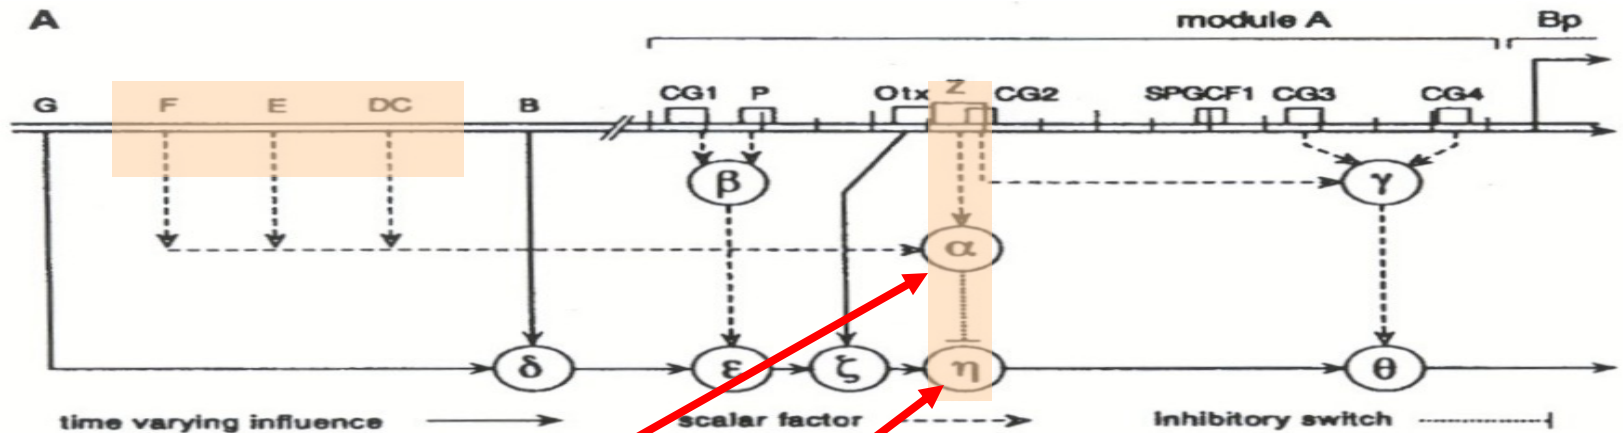 A
module A
Bp
G F E DC B CG1 P Otx Z CG2 SPGCF1 CG3 CG4
β γ
α
δ ε ζ η θ
time varying influence scalar factor inhibitory switch